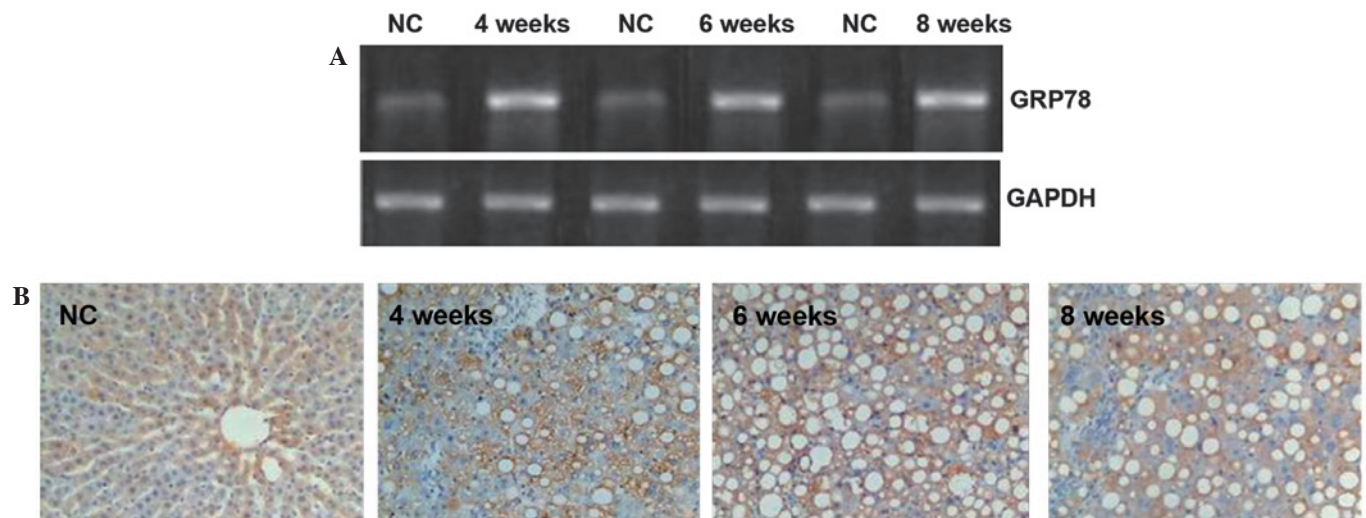 NC 4 weeks NC 6 weeks NC 8 weeks
A
GRP78
GAPDH
B
NC 4 weeks 6 weeks 8 weeks